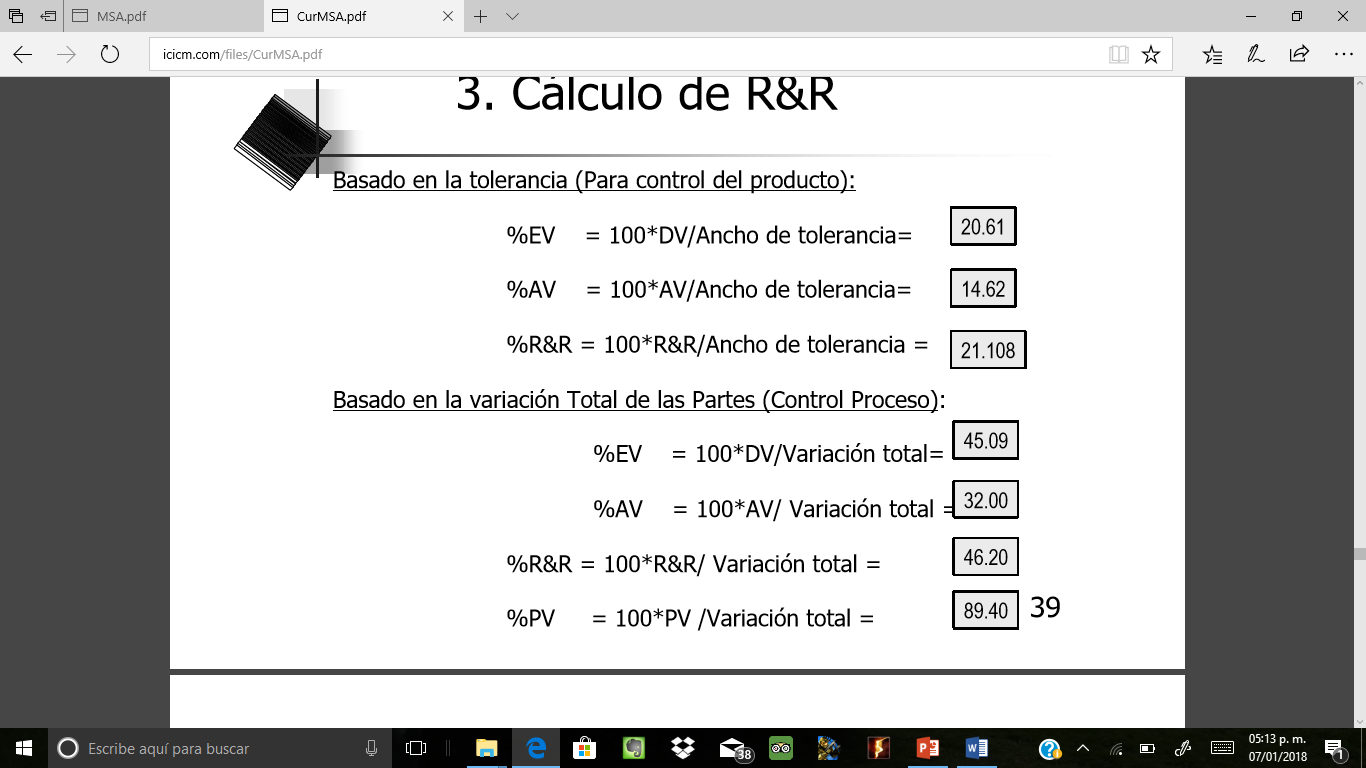 MSA.pdf
CurMSA.pdf
icicm.com/files/CurMSA.pdf
3. Cálculo de R&R
Basado en la tolerancia (Para control del producto):
%EV = 100*DV/Ancho de tolerancia= 20.61
%AV = 100*AV/Ancho de tolerancia= 14.62
%R&R = 100*R&R/Ancho de tolerancia = 21.108
Basado en la variación Total de las Partes (Control Proceso):
%EV = 100*DV/Variación total= 45.09
%AV = 100*AV/ Variación total = 32.00
%R&R = 100*R&R/ Variación total = 46.20
%PV = 100*PV /Variación total = 89.40
39
Escribe aquí para buscar
38
05:13 p. m.
07/01/2018
1